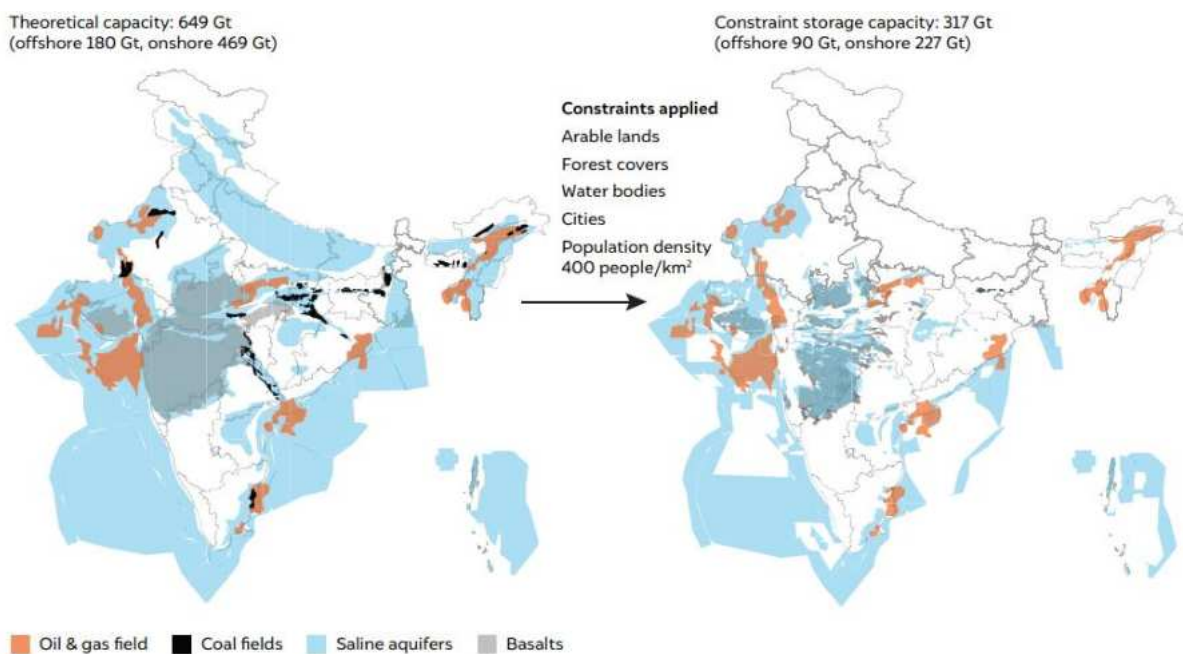 Theoretical capacity: 649 Gt
(offshore 180 Gt, onshore 469 Gt)
Constraint storage capacity: 317 Gt
(offshore 90 Gt, onshore 227 Gt)
Constraints applied
Arable lands
Forest covers
Water bodies
Cities
Population density
400 people/km²
Oil & gas field
Coal fields
Saline aquifers
Basalts